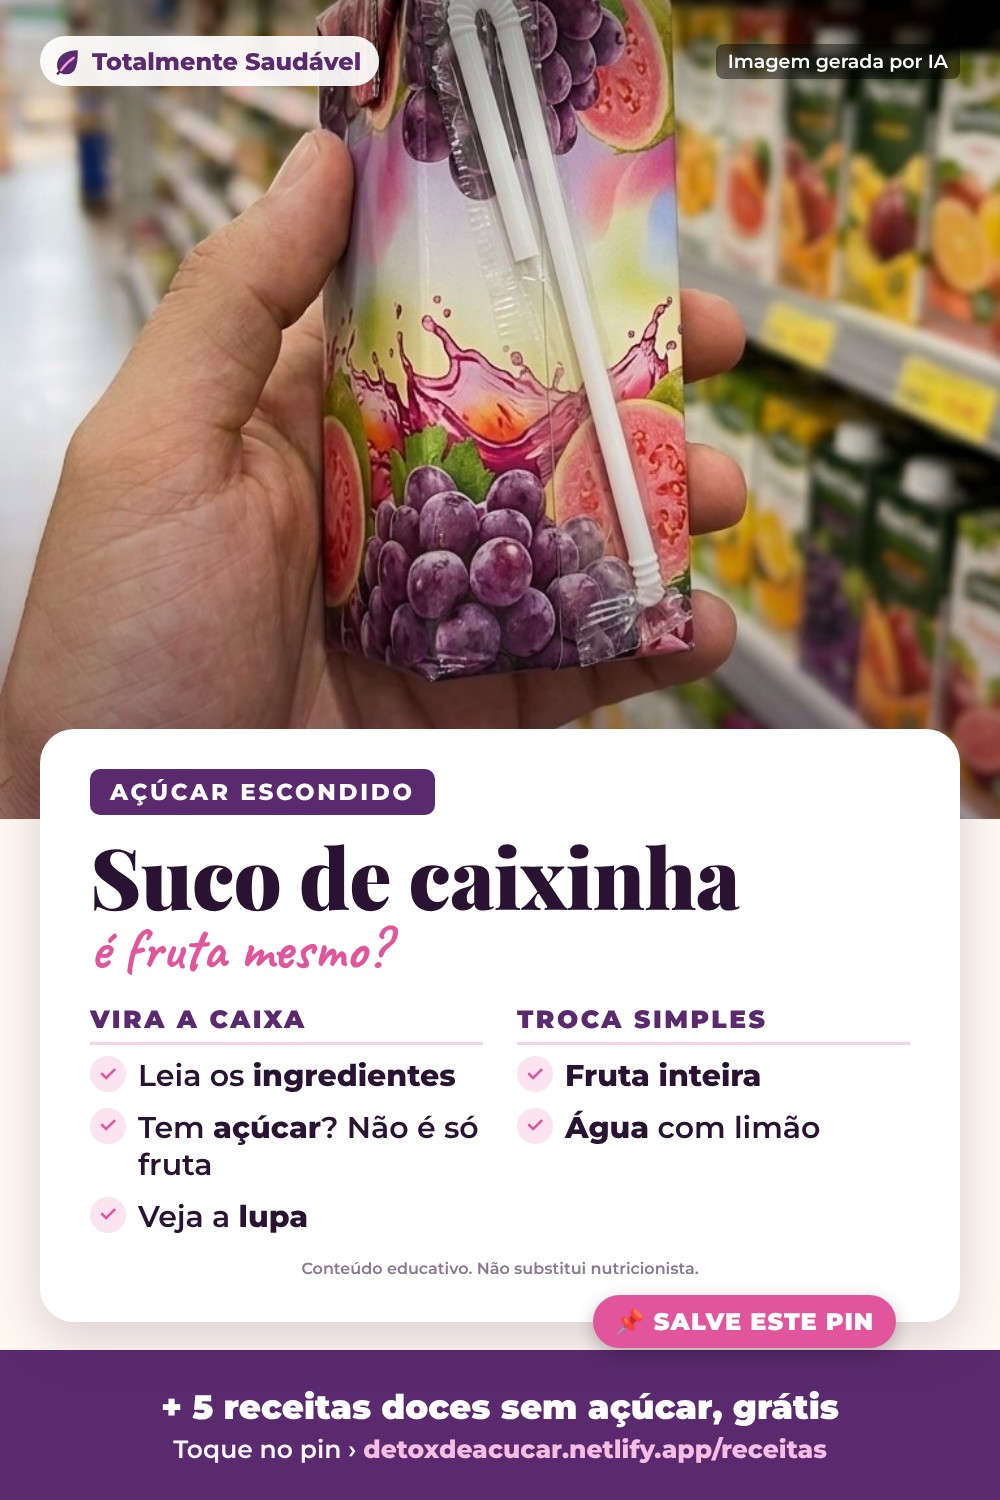 Totalmente Saudável
Imagem gerada por IA
AÇÚCAR ESCONDIDO
Suco de caixinha
é fruta mesmo?
VIRA A CAIXA
Leia os ingredientes
Tem açúcar? Não é só
fruta
Veja a lupa
TROCA SIMPLES
Fruta inteira
Água com limão
Conteúdo educativo. Não substitui nutricionista.
📌 SALVE ESTE PIN
+ 5 receitas doces sem açúcar, grátis
Toque no pin › detoxdeacucar.netlify.app/receitas